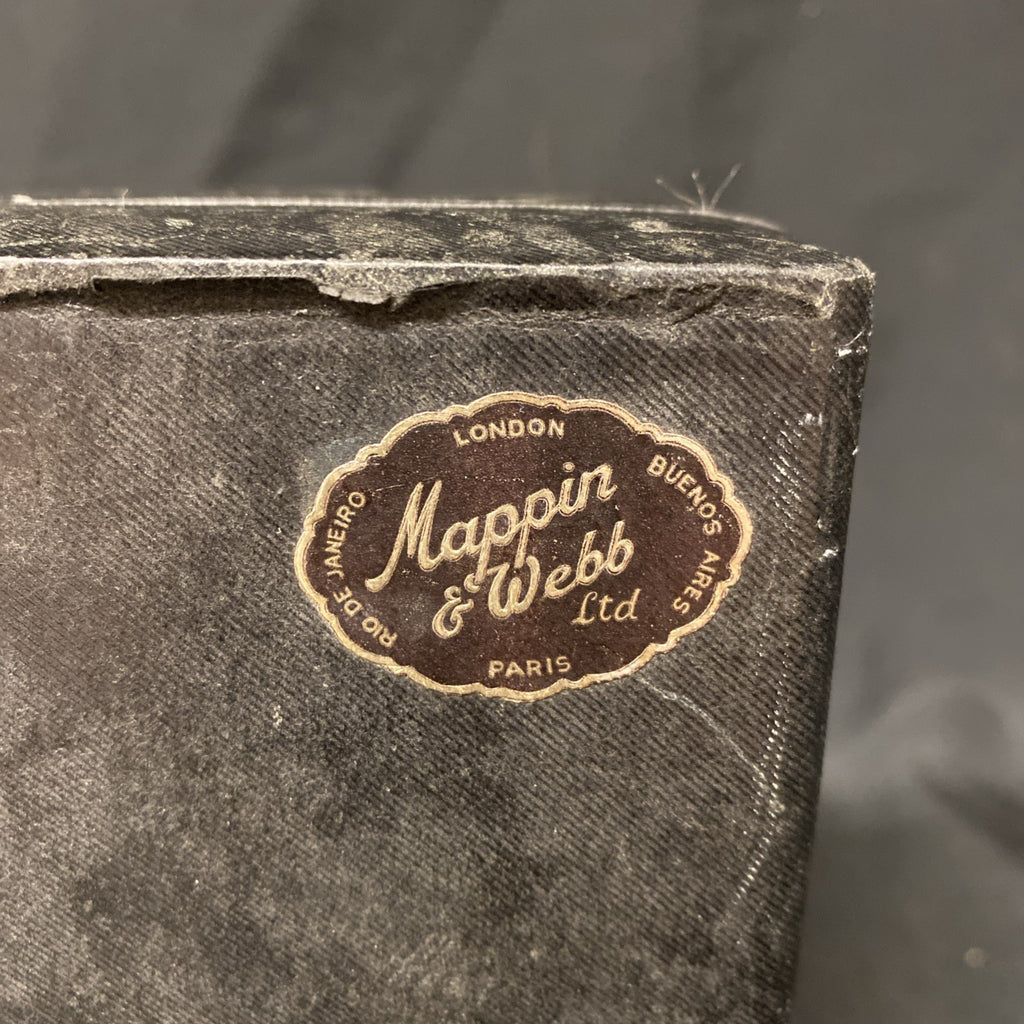 LONDON
RIO DE JANEIRO
Mappin
& Webb
Ltd
BUENOS AIRES
PARIS